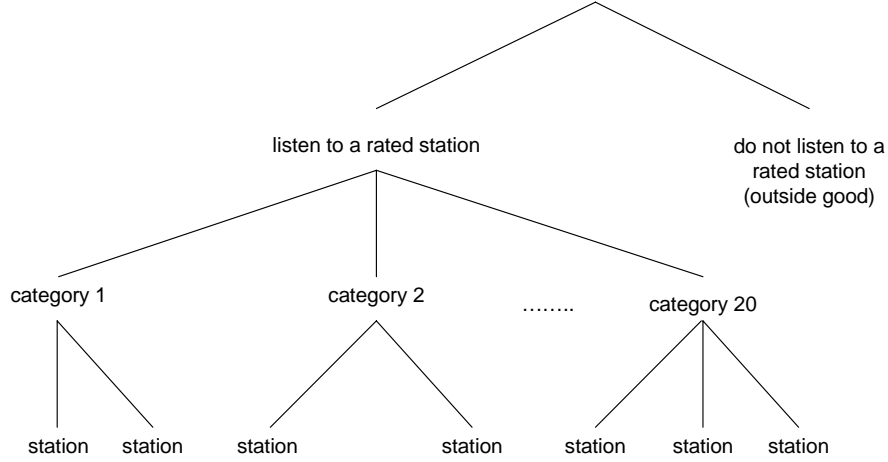 listen to a rated station
do not listen to a
rated station
(outside good)
category 1
category 2
........
category 20
station
station
station
station
station
station
station